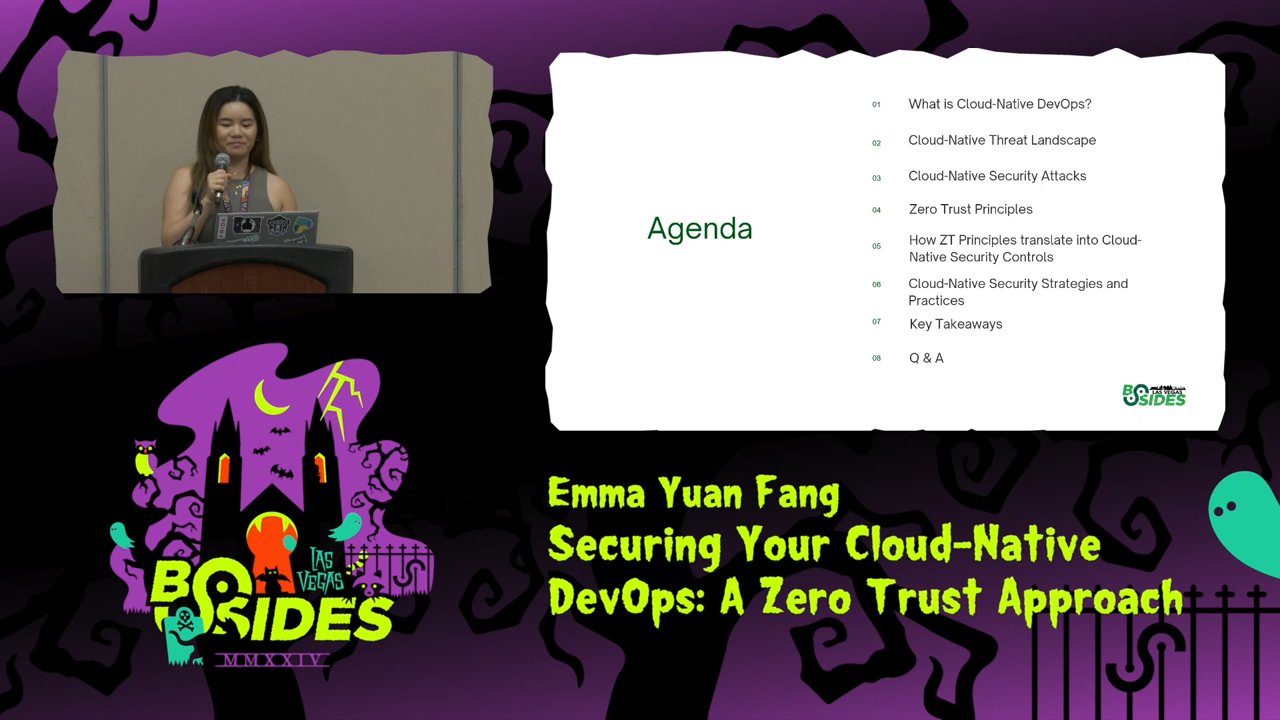 Agenda
01 What is Cloud-Native DevOps?
02 Cloud-Native Threat Landscape
03 Cloud-Native Security Attacks
04 Zero Trust Principles
05 How ZT Principles translate into Cloud-
Native Security Controls
06 Cloud-Native Security Strategies and
Practices
07 Key Takeaways
08 Q & A
BSIDES
LAS VEGAS
Emma Yuan Fang
Securing Your Cloud-Native
DevOps: A Zero Trust Approach
LAS
VEGAS
BSIDES
MMXXIV